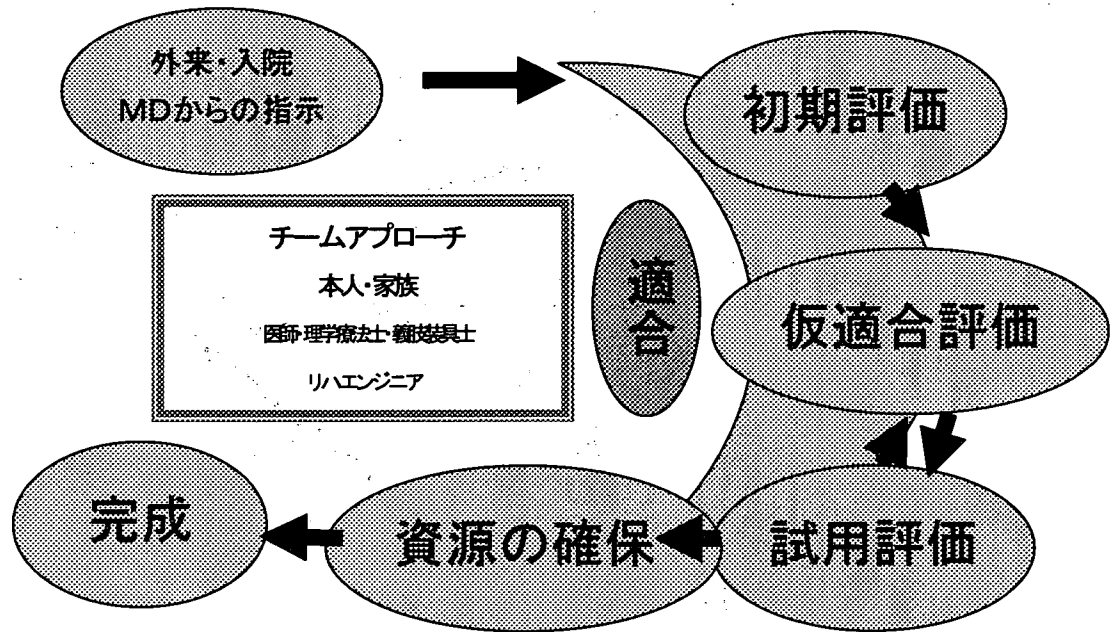 外来・入院
MDからの指示
初期評価
チームアプローチ
本人・家族
医師・理学療法士・義肢装具士
リハエンジニア
適合
仮適合評価
試用評価
資源の確保
完成